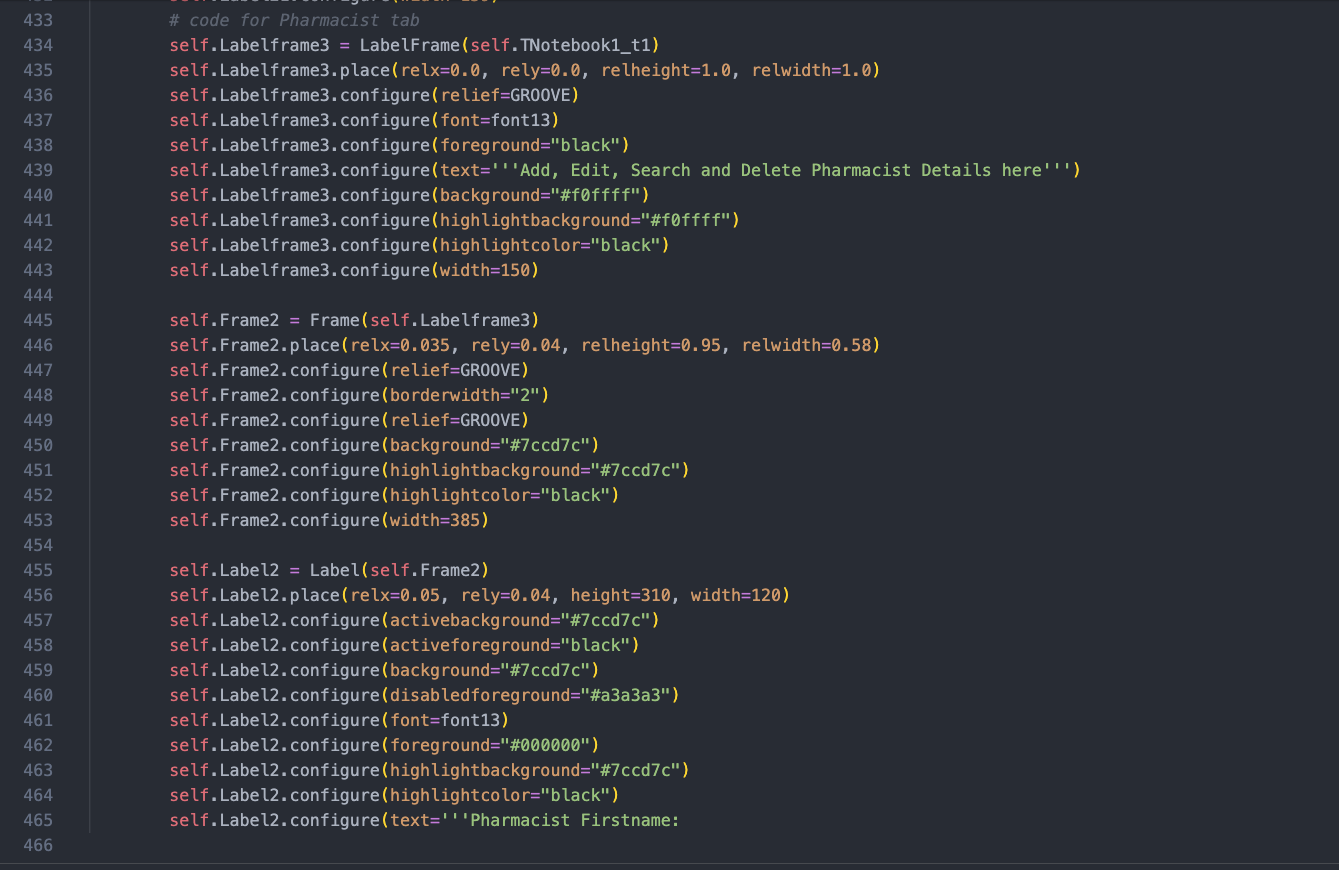 433 # code for Pharmacist tab
434 self.Labelframe3 = LabelFrame(self.TNotebook1_t1)
435 self.Labelframe3.place(relx=0.0, rely=0.0, relheight=1.0, relwidth=1.0)
436 self.Labelframe3.configure(relief=GROOVE)
437 self.Labelframe3.configure(font=font13)
438 self.Labelframe3.configure(foreground="black")
439 self.Labelframe3.configure(text='''Add, Edit, Search and Delete Pharmacist Details here''')
440 self.Labelframe3.configure(background="#f0ffff")
441 self.Labelframe3.configure(highlightbackground="#f0ffff")
442 self.Labelframe3.configure(highlightcolor="black")
443 self.Labelframe3.configure(width=150)
444
445 self.Frame2 = Frame(self.Labelframe3)
446 self.Frame2.place(relx=0.035, rely=0.04, relheight=0.95, relwidth=0.58)
447 self.Frame2.configure(relief=GROOVE)
448 self.Frame2.configure(borderwidth="2")
449 self.Frame2.configure(relief=GROOVE)
450 self.Frame2.configure(background="#7ccd7c")
451 self.Frame2.configure(highlightbackground="#7ccd7c")
452 self.Frame2.configure(highlightcolor="black")
453 self.Frame2.configure(width=385)
454
455 self.Label2 = Label(self.Frame2)
456 self.Label2.place(relx=0.05, rely=0.04, height=310, width=120)
457 self.Label2.configure(activebackground="#7ccd7c")
458 self.Label2.configure(activeforeground="black")
459 self.Label2.configure(background="#7ccd7c")
460 self.Label2.configure(disabledforeground="#a3a3a3")
461 self.Label2.configure(font=font13)
462 self.Label2.configure(foreground="#000000")
463 self.Label2.configure(highlightbackground="#7ccd7c")
464 self.Label2.configure(highlightcolor="black")
465 self.Label2.configure(text='''Pharmacist Firstname:
466